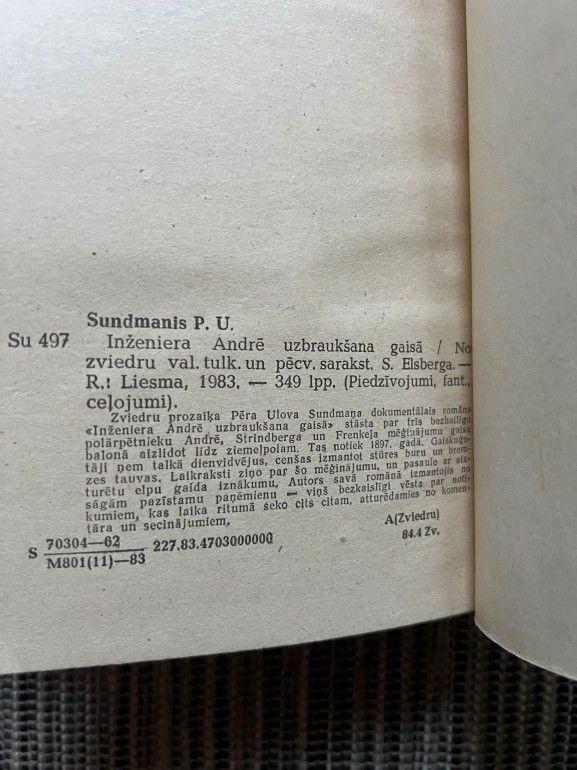 Sundmanis P. U.
Su 497 Inženiera Andrē uzbraukšana gaisā / No
zviedru val. tulk. un pēcv. sarakst. S. Elsberga. —
R.: Liesma, 1983. — 349 lpp. (Piedzīvojumi, fant.,
ceļojumi).
Zviedru prozaiķa Pēra Ulova Sundmaņa dokumentālais romāns
«Inženiera Andrē uzbraukšana gaisā» stāsta par trīs bezbailīgo
polārpētnieku Andrē, Strindberga un Frenkeļa mēģinājumu gaisa
balonā aizlidot līdz ziemeļpolam. Tas notiek 1897. gadā. Gaiskuģo-
tāji ņem talkā dienvidvējus, cenšas izmantot stūres buru un brem-
zes tauvas. Laikraksti ziņo par šo mēģinājumu, un pasaule ar aiz-
turētu elpu gaida iznākumu. Autors savā romānā izmantojis no
sāgām pazīstamu paņēmienu — viņš bezkaislīgi vēsta par noti-
kumiem, kas laika ritumā seko cits citam, atturēdamies no komen-
tāra un secinājumiem,
A(Zviedru)
84.4 Zv.
S 70304—62 227.83.4703000000
M801(11)—83